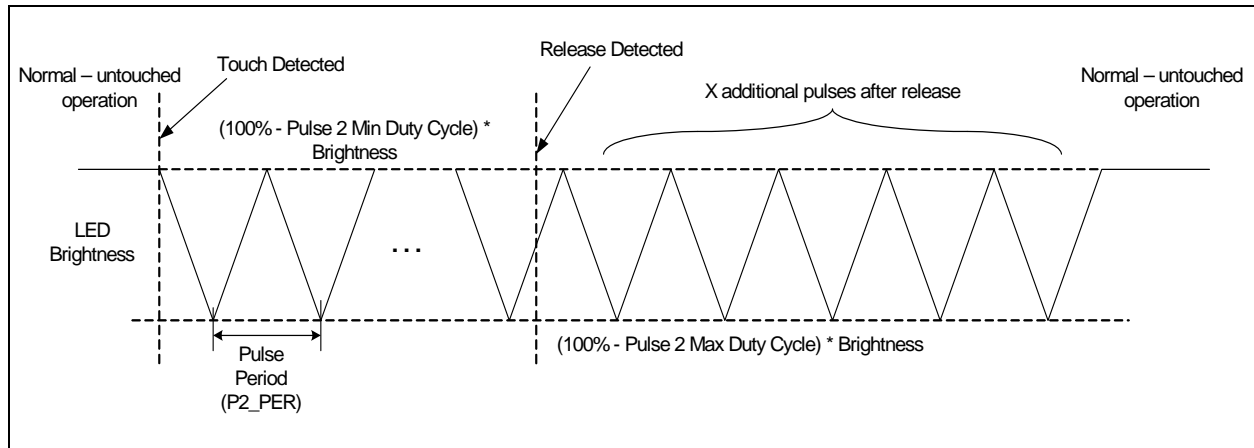 Normal – untouched
operation
Touch Detected
Release Detected
X additional pulses after release
Normal – untouched
operation
(100% - Pulse 2 Min Duty Cycle) *
Brightness
LED
Brightness
. . .
Pulse
Period
(P2_PER)
(100% - Pulse 2 Max Duty Cycle) * Brightness